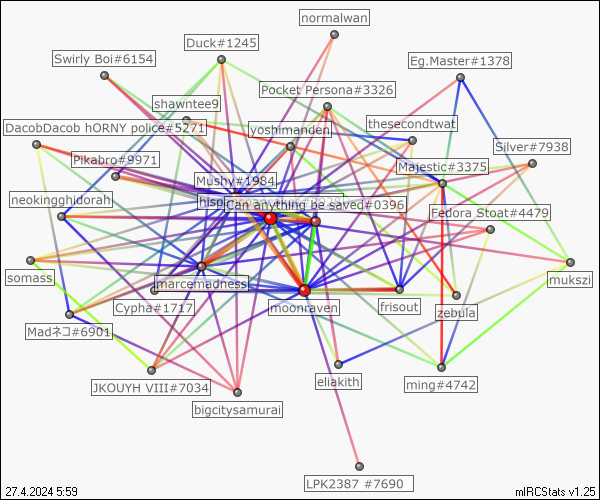 normalwan
Duck#1245
Swirly Boi#6154
Eg.Master#1378
Pocket Persona#3326
shawntee9
DacobDacob hORNY police#5271
yoshimanden
thesecondtwat
Silver#7938
Pikabro#9971
Majestic#3375
Mushy#1984
neokingghidorah
hisp
Can anything be saved#0396
Fedora Stoat#4479
somass
marcemadness
mukszi
Cypha#1717
moonraven
frisout
zebula
Madネコ#6901
JKOUYH VIII#7034
eliakith
ming#4742
bigcitysamurai
LPK2387 #7690
27.4.2024 5:59
mIRCStats v1.25